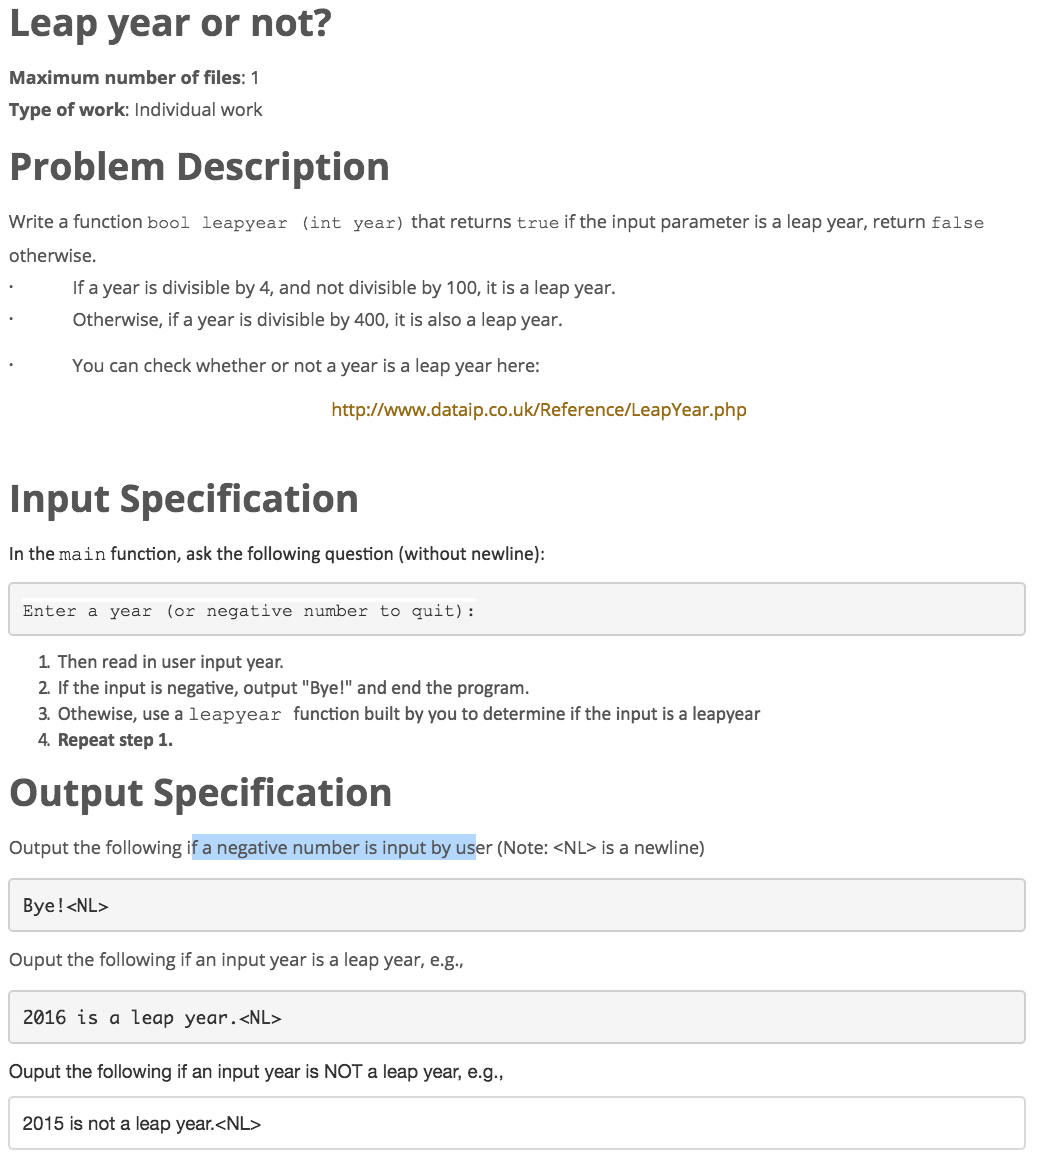 Leap year or not?
Maximum number of files: 1
Type of work: Individual work
Problem Description
Write a function bool leapyear (int year) that returns true if the input parameter is a leap year, return false
otherwise.
· If a year is divisible by 4, and not divisible by 100, it is a leap year.
· Otherwise, if a year is divisible by 400, it is also a leap year.
· You can check whether or not a year is a leap year here:
http://www.dataip.co.uk/Reference/LeapYear.php
Input Specification
In the main function, ask the following question (without newline):
Enter a year (or negative number to quit):
1. Then read in user input year.
2. If the input is negative, output "Bye!" and end the program.
3. Othewise, use a leapyear function built by you to determine if the input is a leapyear
4. Repeat step 1.
Output Specification
Output the following if a negative number is input by user (Note: <NL> is a newline)
Bye!<NL>
Ouput the following if an input year is a leap year, e.g.,
2016 is a leap year.<NL>
Ouput the following if an input year is NOT a leap year, e.g.,
2015 is not a leap year.<NL>